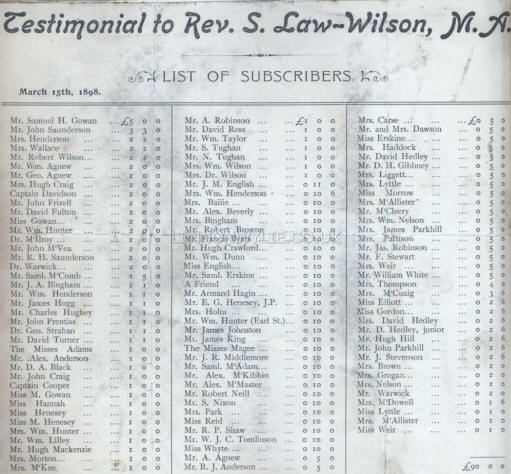 Testimonial to Rev. S. Law-Wilson, M.A.
LIST OF SUBSCRIBERS.
March 15th, 1898.
Mr. Samuel H. Gowan ... £5 0 0
Mr. John Saunderson ... 3 3 0
Mrs. Henderson ... 2 2 0
Mrs. Wallace ... 2 2 0
Mr. Robert Wilson... ... 2 2 0
Mr. Wm. Agnew ... 2 0 0
Mr. Geo. Agnew ... 2 0 0
Mrs. Hugh Craig ... 2 0 0
Captain Davidson ... 2 0 0
Mr. John Frizell ... 2 0 0
Mr. David Fulton ... 2 0 0
Miss Gowan... ... 2 0 0
Mr. Wm. Hunter ... 2 0 0
Dr. M'Ilmoy ... 2 0 0
Mr. John M'Vea ... 2 0 0
Mr. R. H. Saunderson 2 0 0
Dr. Warwick... ... 2 0 0
Mr. Saml. M'Comb ... 1 5 0
Mr. J. A. Bingham ... 1 1 0
Mr. Wm. Henderson 1 1 0
Mr. James Hogg ... 1 1 0
Mr. Charles Hughey 1 1 0
Mr. John Prentiss ... 1 1 0
Dr. Geo. Strahan ... 1 1 0
Mr. David Turner ... 1 1 0
The Misses Adams 1 0 0
Mr. Alex. Anderson 1 0 0
Mr. D. A. Black ... 1 0 0
Mr. John Craig ... 1 0 0
Captain Cooper ... 1 0 0
Miss M. Gowan ... 1 0 0
Miss Hannah ... 1 0 0
Miss Henesey ... 1 0 0
Miss M. Henesey ... 1 0 0
Mrs. Wm. Hunter ... 1 0 0
Mr. Wm. Lilley ... 1 0 0
Mr. Hugh Mackenzie 1 0 0
Mrs. Morton... ... 1 0 0
Mrs. M'Kee. ... 1 0 0
Mr. A. Robinson ... £1 0 0
Mr. David Ross ... 1 0 0
Mr. Wm. Taylor ... 1 0 0
Mr. S. Tughan ... 1 0 0
Mr. N. Tughan ... 1 0 0
Mr. Wm. Wilson ... 1 0 0
Mrs. Dr. Wilson ... 1 0 0
Mr. J. M. English ... 0 11 0
Mrs. Wm. Henderson 0 10 0
Mrs. Bailie ... ... 0 10 0
Mr. Alex. Beverly ... 0 10 0
Mrs. Bingham ... 0 10 0
Mr. Robert Browne 0 10 0
Mr. John Byers ... 0 10 0
Mr. Hugh Crawford... 0 10 0
Mr. Wm. Dunn ... 0 10 0
Miss English... ... 0 10 0
Mr. Saml. Erskine ... 0 10 0
A Friend ... ... 0 10 0
Mr. Armand Hagin ... 0 10 0
Mr. E. G. Henesey, J.P. ... 0 10 0
Mrs. Holm ... ... 0 10 0
Mr. Wm. Hunter (Earl St.)... 0 10 0
Mr. James Johnston 0 10 0
Mr. James King ... 0 10 0
The Misses Magee ... 0 10 0
Mr. J. R. Middlemore 0 10 0
Mr. Saml. M'Adam... 0 10 0
Mr. Alex. M'Kibbin 0 10 0
Mr. Alex. M'Master 0 10 0
Mr. Robert Neill ... 0 10 0
Mr. S. Nixon ... 0 10 0
Mrs. Park ... ... 0 10 0
Miss Reid ... ... 0 10 0
Mr. R. P. Shaw ... 0 10 0
Mr. W. J. C. Tomlinson 0 10 0
Miss Whyte ... ... 0 10 0
Mr. A. Agnew ... 0 5 0
Mr. R. J. Anderson ... 0 5 0
Mrs. Carse ... ... £0 5 0
Mr. and Mrs. Dawson 0 5 0
Miss Erskine... ... 0 5 0
Mrs. Haddock ... 0 5 0
Mr. David Hedley ... 0 5 0
Mr. D. H. Gibbney ... 0 5 0
Mrs. Liggett... ... 0 5 0
Mrs. Lyttle ... ... 0 5 0
Miss Morrow ... 0 5 0
Mrs. M'Allister ... 0 5 0
Mr. M'Cleery ... 0 5 0
Mrs. Wm. Nelson ... 0 5 0
Mrs. James Parkhill 0 5 0
Mrs. Pattison ... 0 5 0
Mr. Jas. Robinson ... 0 5 0
Mr. F. Stewart ... 0 5 0
Mrs. Weir ... ... 0 5 0
Mr. William White ... 0 5 0
Mrs. Thompson ... 0 4 0
Mrs. M'Cuaig ... 0 3 0
Miss Elliott ... ... 0 2 6
Miss Gordon... ... 0 2 6
Mrs. David Hedley 0 2 6
Mr. D. Hedley, junior 0 2 6
Mr. Hugh Hill ... 0 2 6
Mr. John Parkhill ... 0 2 6
Mr. J. Stevenson ... 0 2 6
Mrs. Brown ... ... 0 2 0
Mrs. Grogan... ... 0 2 0
Mrs. Nelson ... ... 0 2 0
Mr. Warwick ... 0 2 0
Mrs. M'Dowell ... 0 1 6
Miss Lyttle ... ... 0 1 0
Mrs. M'Allister ... 0 1 0
Miss Weir ... ... 0 1 0
£90 0 0